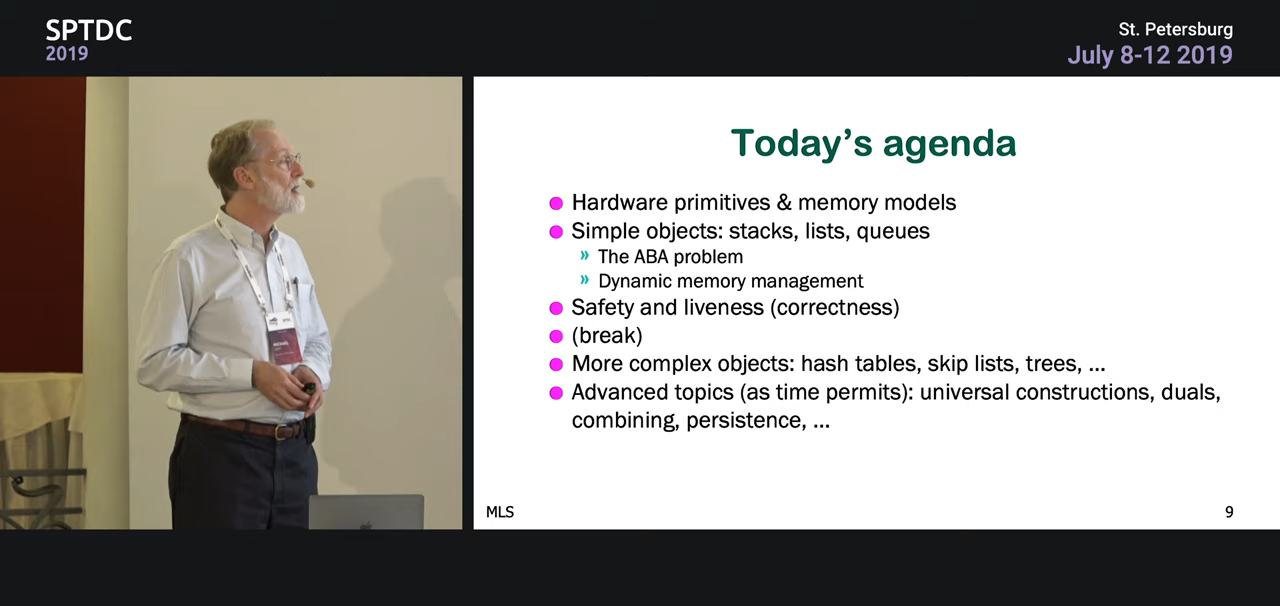 SPTDC
2019
St. Petersburg
July 8-12 2019
Today's agenda
Hardware primitives & memory models
Simple objects: stacks, lists, queues
» The ABA problem
» Dynamic memory management
Safety and liveness (correctness)
(break)
More complex objects: hash tables, skip lists, trees, ...
Advanced topics (as time permits): universal constructions, duals,
combining, persistence, ...
MLS
9
MICHAEL